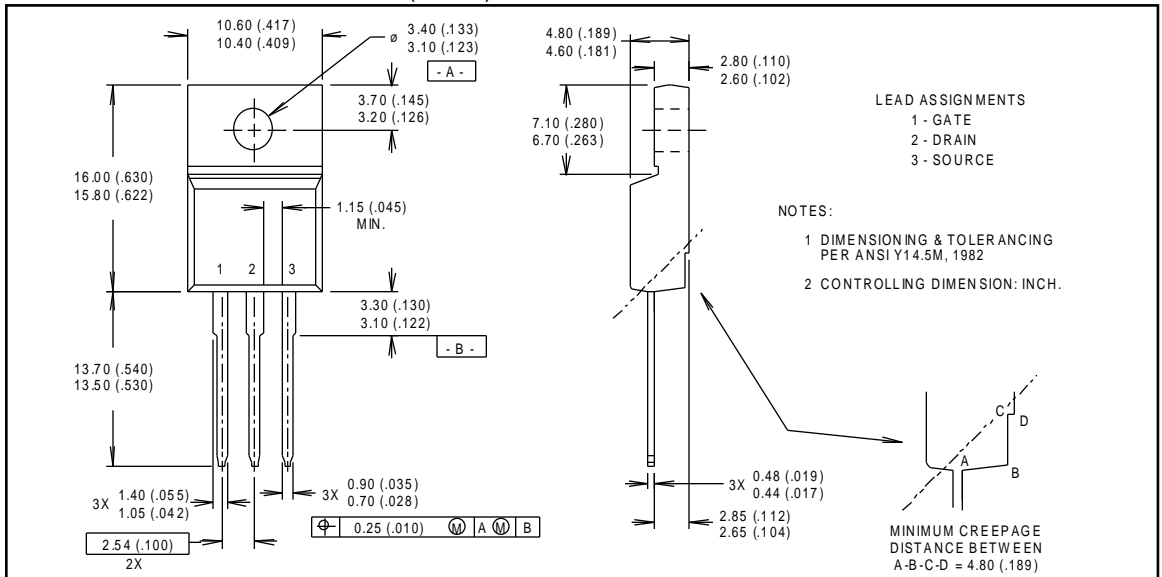 10.60 (.417)
10.40 (.409)
ø
3.40 (.133)
3.10 (.123)
- A -
3.70 (.145)
3.20 (.126)
16.00 (.630)
15.80 (.622)
1.15 (.045)
MIN.
1 2 3
3.30 (.130)
3.10 (.122)
- B -
13.70 (.540)
13.50 (.530)
3X
1.40 (.055)
1.05 (.042)
3X
0.90 (.035)
0.70 (.028)
0.25 (.010) M A M B
2.54 (.100)
2X
4.80 (.189)
4.60 (.181)
2.80 (.110)
2.60 (.102)
7.10 (.280)
6.70 (.263)
LEAD ASSIGNMENTS
1 - GATE
2 - DRAIN
3 - SOURCE
NOTES:
1 DIMENSIONING & TOLERANCING
PER ANSI Y14.5M, 1982
2 CONTROLLING DIMENSION: INCH.
3X
0.48 (.019)
0.44 (.017)
2.85 (.112)
2.65 (.104)
C
D
A
B
MINIMUM CREEPAGE
DISTANCE BETWEEN
A-B-C-D = 4.80 (.189)